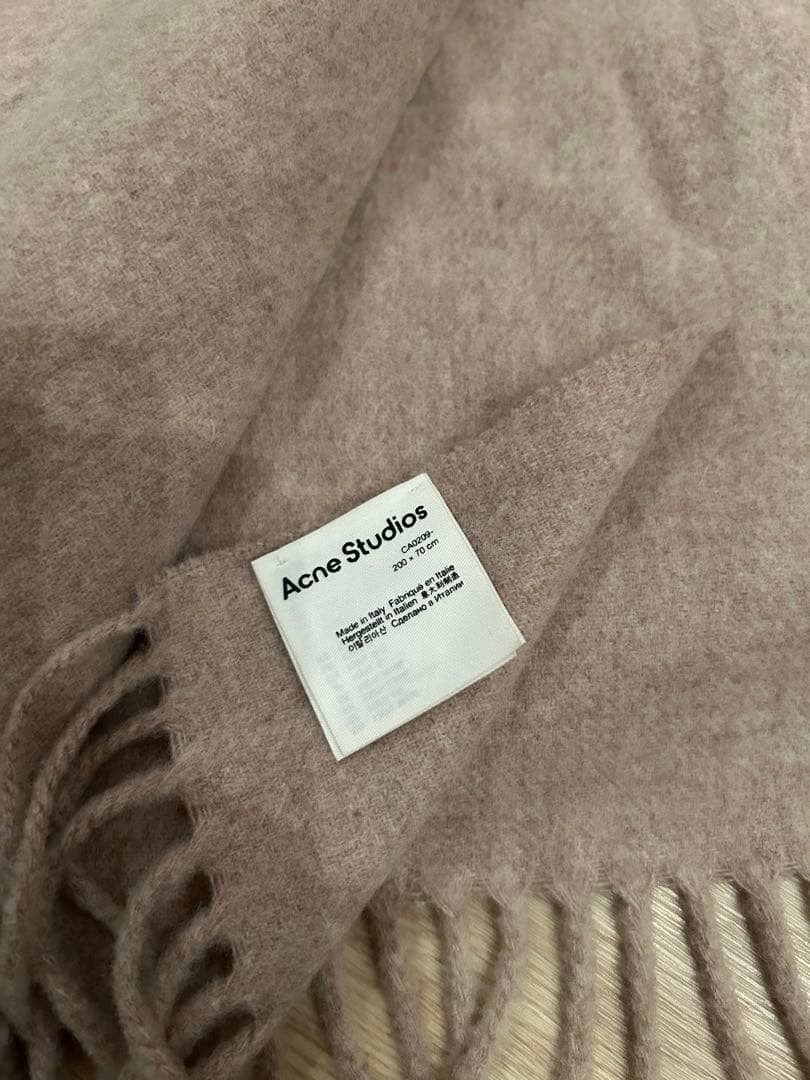 Acne Studios
CA0209-
200 × 70 cm
Made in Italy Fabriqué en Italie
Hergestellt in Italien 意大利制造
이탈리아산 Сделано в Италии